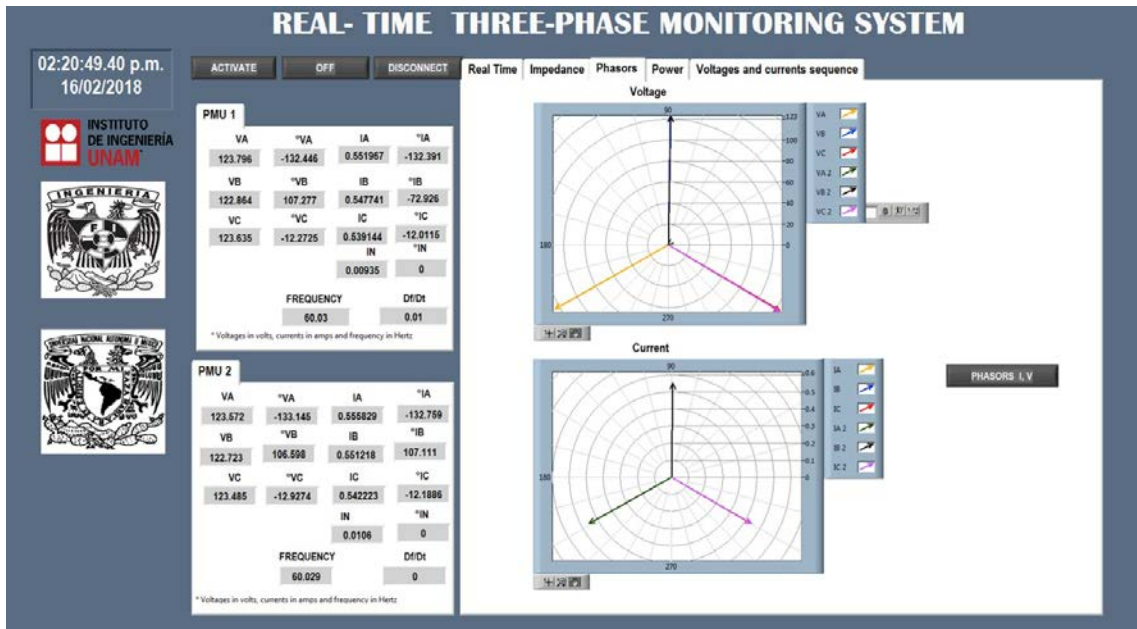 REAL- TIME THREE-PHASE MONITORING SYSTEM
02:20:49.40 p.m.
16/02/2018
INSTITUTO
DE INGENIERÍA
UNAM
INGENIERIA
ACTIVATE OFF DISCONNECT
PMU 1
VA °VA IA °IA
123.796 -132.446 0.551967 -132.391
VB °VB IB °IB
122.864 107.277 0.547741 -72.926
VC °VC IC °IC
123.635 -12.2725 0.539144 -12.0115
IN °IN
0.00935 0
FREQUENCY Df/Dt
60.03 0.01
* Voltages in volts, currents in amps and frequency in Hertz
PMU 2
VA °VA IA °IA
123.572 -133.145 0.555829 -132.759
VB °VB IB °IB
122.723 106.598 0.551218 107.111
VC °VC IC °IC
123.485 -12.9274 0.542223 -12.1886
IN °IN
0.0106 0
FREQUENCY Df/Dt
60.029 0
* Voltages in volts, currents in amps and frequency in Hertz
Real Time Impedance Phasors Power Voltages and currents sequence
Voltage
90
180
270
123
100
80
60
40
20
0
VA
VB
VC
VA 2
VB 2
VC 2
Current
90
180
270
0.6
0.5
0.4
0.3
0.2
0.1
0
IA
IB
IC
IA 2
IB 2
IC 2
PHASORS I, V